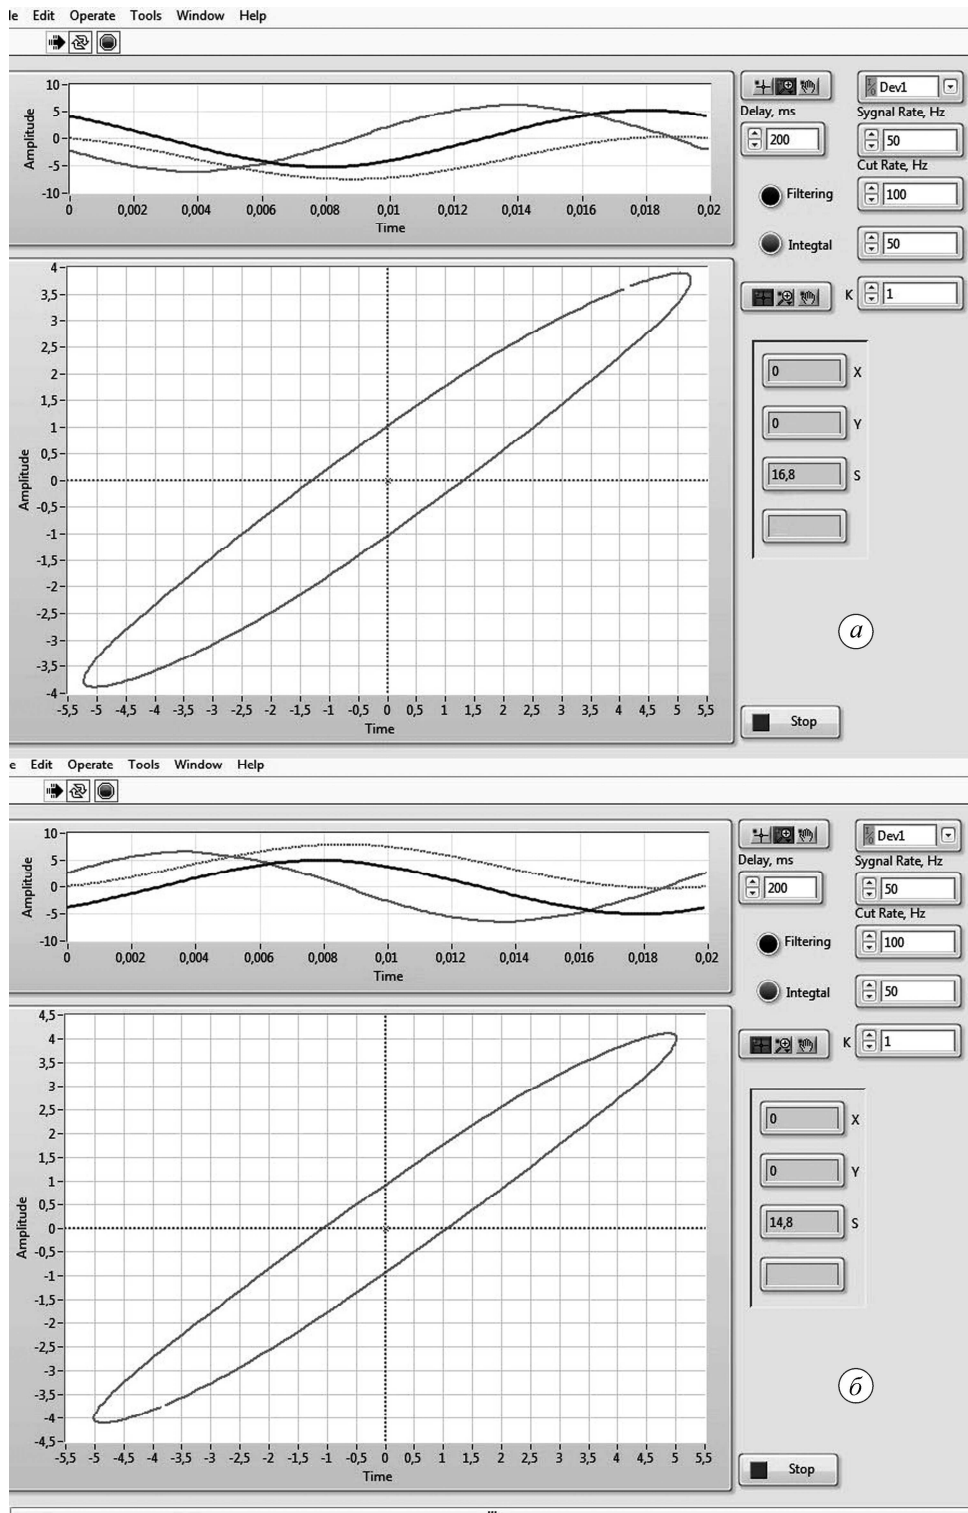 le Edit Operate Tools Window Help
10
5
0
-5
-10
Amplitude
0 0,002 0,004 0,006 0,008 0,01 0,012 0,014 0,016 0,018 0,02
Time
Dev1
Delay, ms
Sygnal Rate, Hz
200
50
Cut Rate, Hz
Filtering
100
Integtal
50
K
1
4
3,5
3
2,5
2
1,5
1
0,5
0
-0,5
-1
-1,5
-2
-2,5
-3
-3,5
-4
Amplitude
-5,5 -5 -4,5 -4 -3,5 -3 -2,5 -2 -1,5 -1 -0,5 0 0,5 1 1,5 2 2,5 3 3,5 4 4,5 5 5,5
Time
0 X
0 Y
16,8 S
а
Stop
e Edit Operate Tools Window Help
10
5
0
-5
-10
Amplitude
0 0,002 0,004 0,006 0,008 0,01 0,012 0,014 0,016 0,018 0,02
Time
Dev1
Delay, ms
Sygnal Rate, Hz
200
50
Cut Rate, Hz
Filtering
100
Integtal
50
K
1
4,5
4
3,5
3
2,5
2
1,5
1
0,5
0
-0,5
-1
-1,5
-2
-2,5
-3
-3,5
-4
-4,5
Amplitude
-5,5 -5 -4,5 -4 -3,5 -3 -2,5 -2 -1,5 -1 -0,5 0 0,5 1 1,5 2 2,5 3 3,5 4 4,5 5 5,5
Time
0 X
0 Y
14,8 S
б
Stop